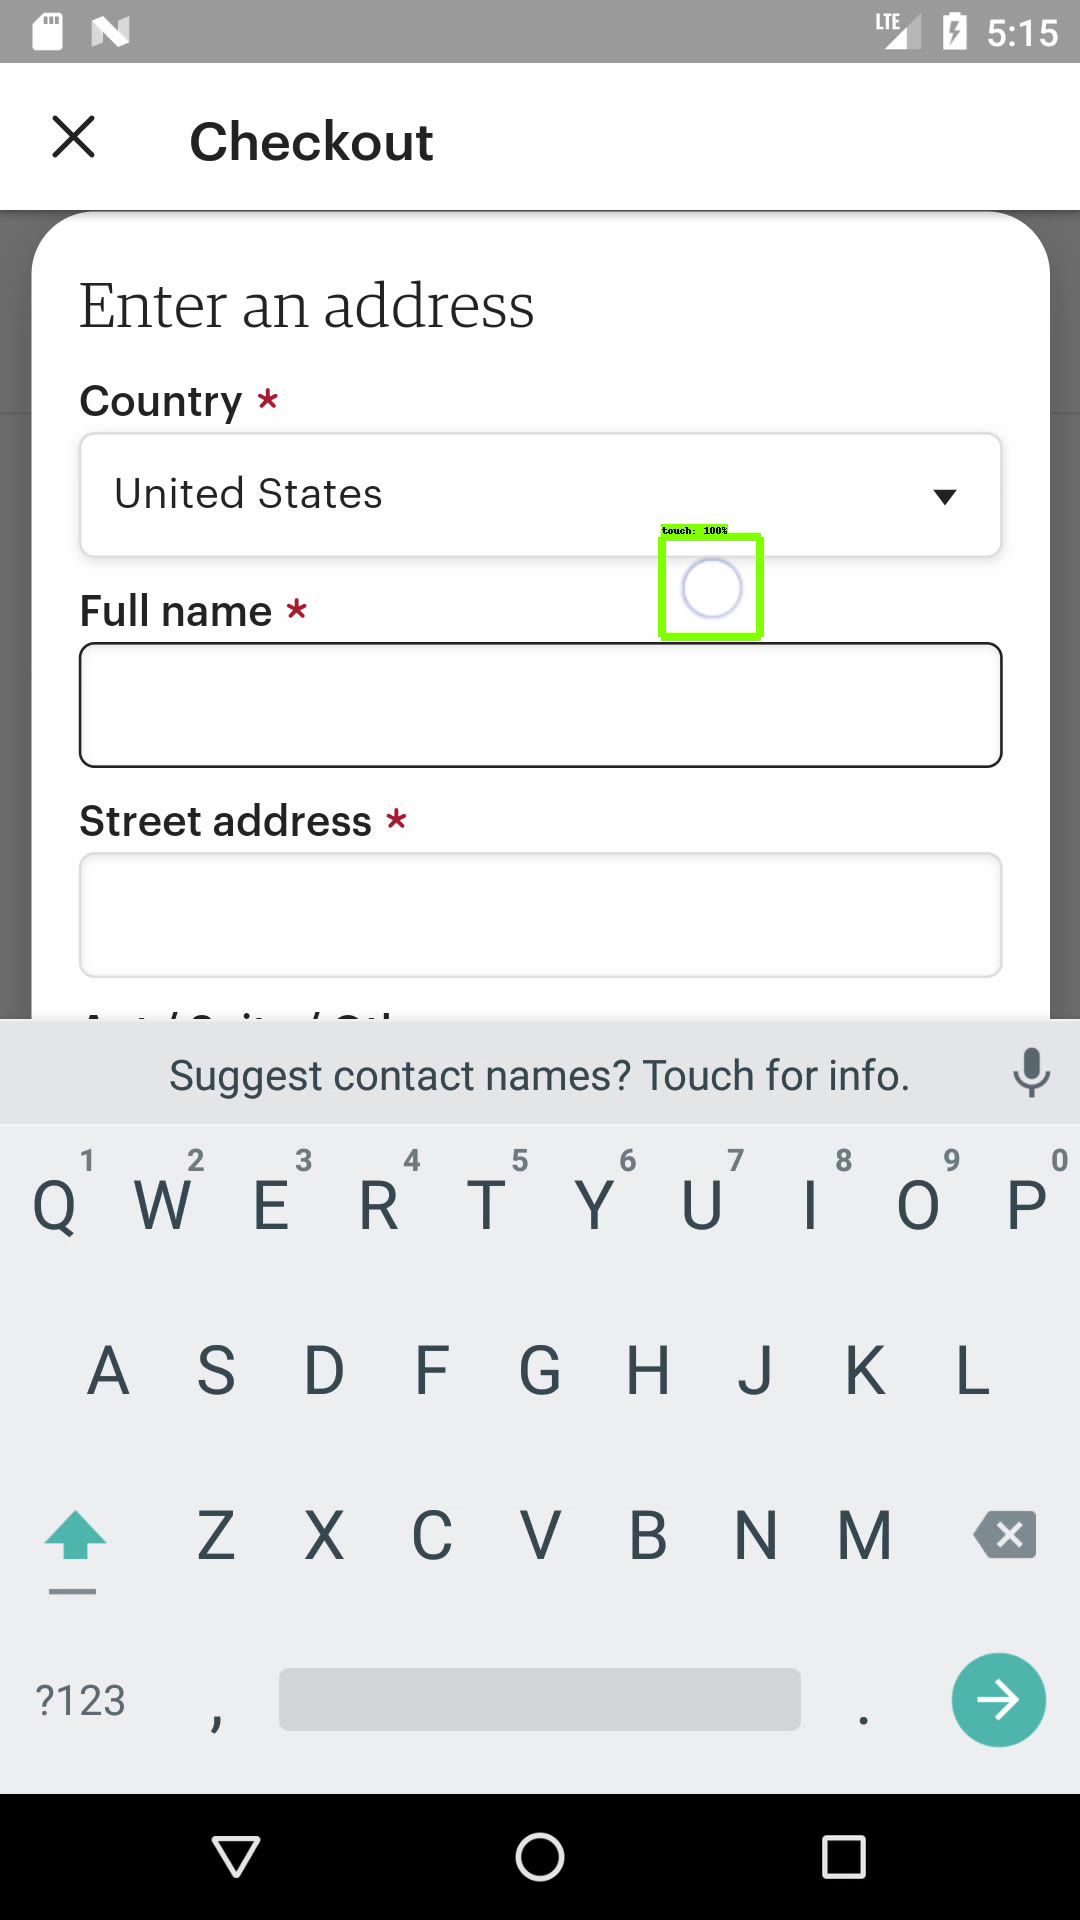 LTE 5:15
Checkout
Enter an address
Country *
United States
touch: 100%
Full name *
Street address *
Suggest contact names? Touch for info.
1 2 3 4 5 6 7 8 9 0
Q W E R T Y U I O P
A S D F G H J K L
Z X C V B N M
?123 , .